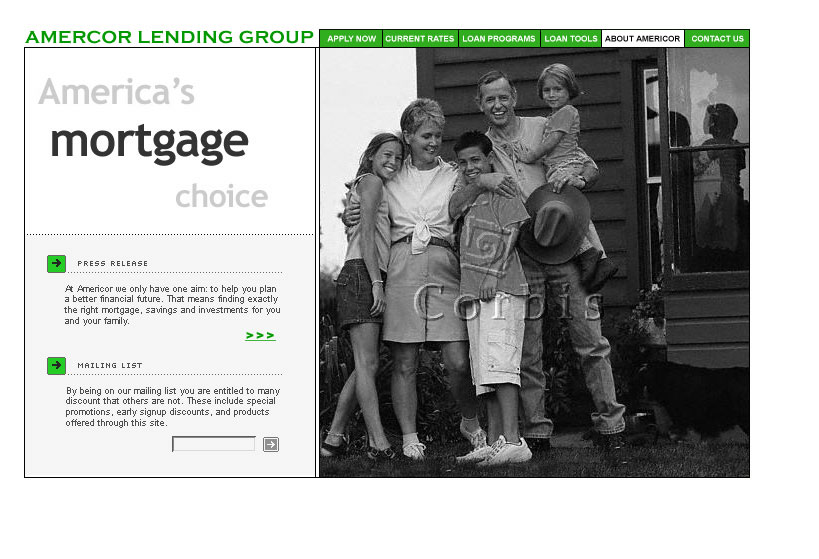 AMERCOR LENDING GROUP
APPLY NOW
CURRENT RATES
LOAN PROGRAMS
LOAN TOOLS
ABOUT AMERICOR
CONTACT US
America's
mortgage
choice
PRESS RELEASE
At Americor we only have one aim: to help you plan
a better financial future. That means finding exactly
the right mortgage, savings and investments for you
and your family.
>>>
MAILING LIST
By being on our mailing list you are entitled to many
discount that others are not. These include special
promotions, early signup discounts, and products
offered through this site.
Corbis